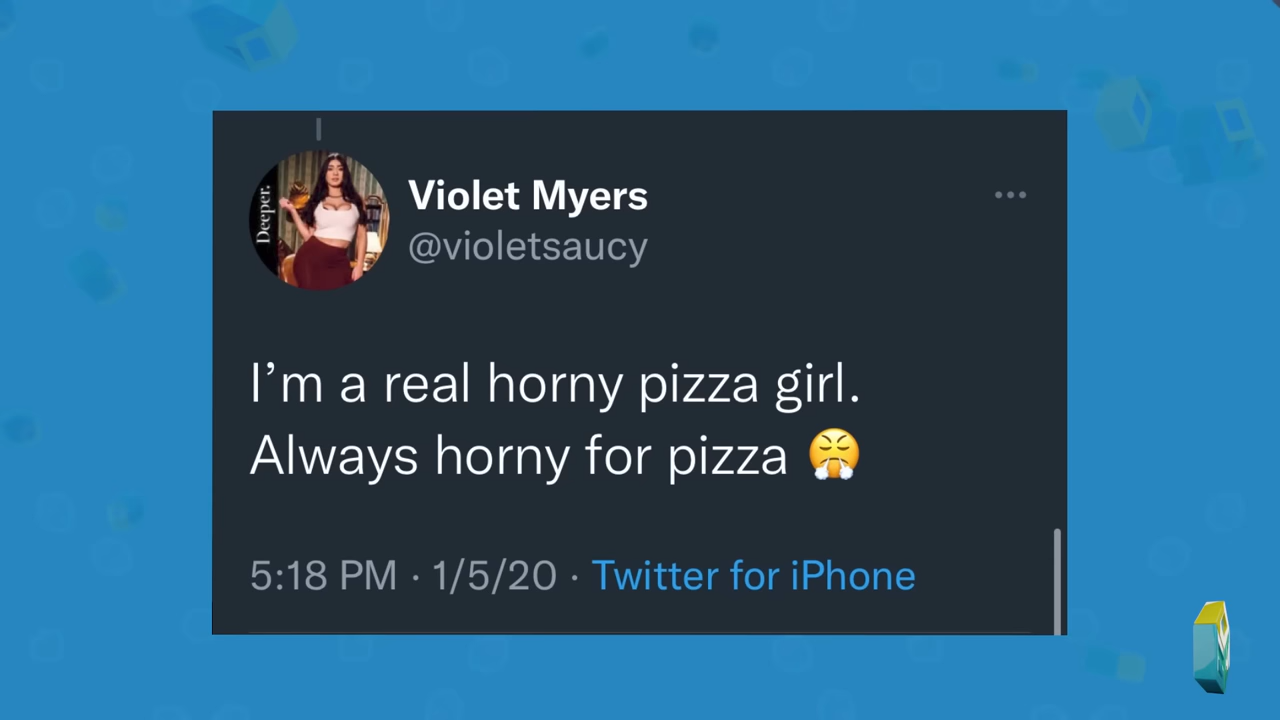 Deeper.
Violet Myers
@violetsaucy
I’m a real horny pizza girl.
Always horny for pizza 😤
5:18 PM · 1/5/20 · Twitter for iPhone